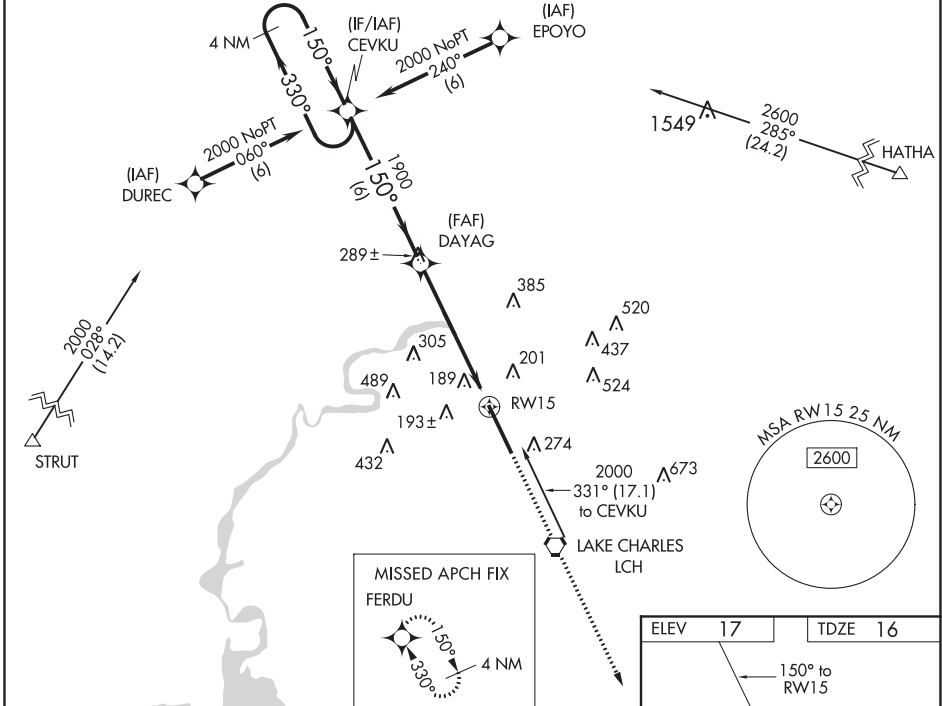 (IF/IAF)
CEVKU
(IAF)
EPOYO
4 NM
150°
330°
2000 NoPT
240°
(6)
1549
2600
285°
(24.2)
HATHA
2000 NoPT
060°
(6)
(IAF)
DUREC
1900
150°
(6)
(FAF)
DAYAG
289±
385
520
437
524
305
201
489
189
RW15
193±
432
274
673
2000
028°
(14.2)
STRUT
2000
331° (17.1)
to CEVKU
LAKE CHARLES
LCH
MSA RW15 25 NM
2600
MISSED APCH FIX
FERDU
150°
330°
4 NM
ELEV 17
TDZE 16
150° to
RW15